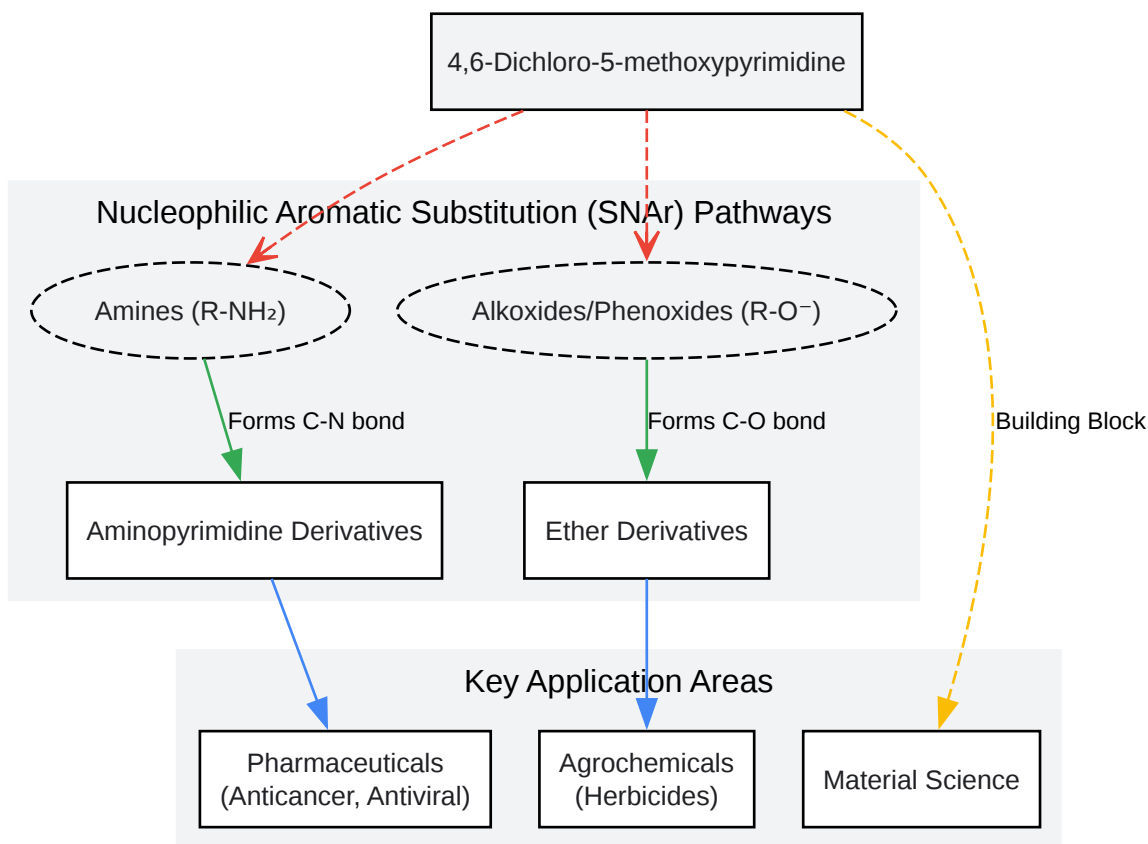 4,6-Dichloro-5-methoxypyrimidine
Nucleophilic Aromatic Substitution (SNAr) Pathways
Amines (R-NH₂)
Alkoxides/Phenoxides (R-O⁻)
Forms C-N bond
Forms C-O bond
Building Block
Aminopyrimidine Derivatives
Ether Derivatives
Key Application Areas
Pharmaceuticals
(Anticancer, Antiviral)
Agrochemicals
(Herbicides)
Material Science